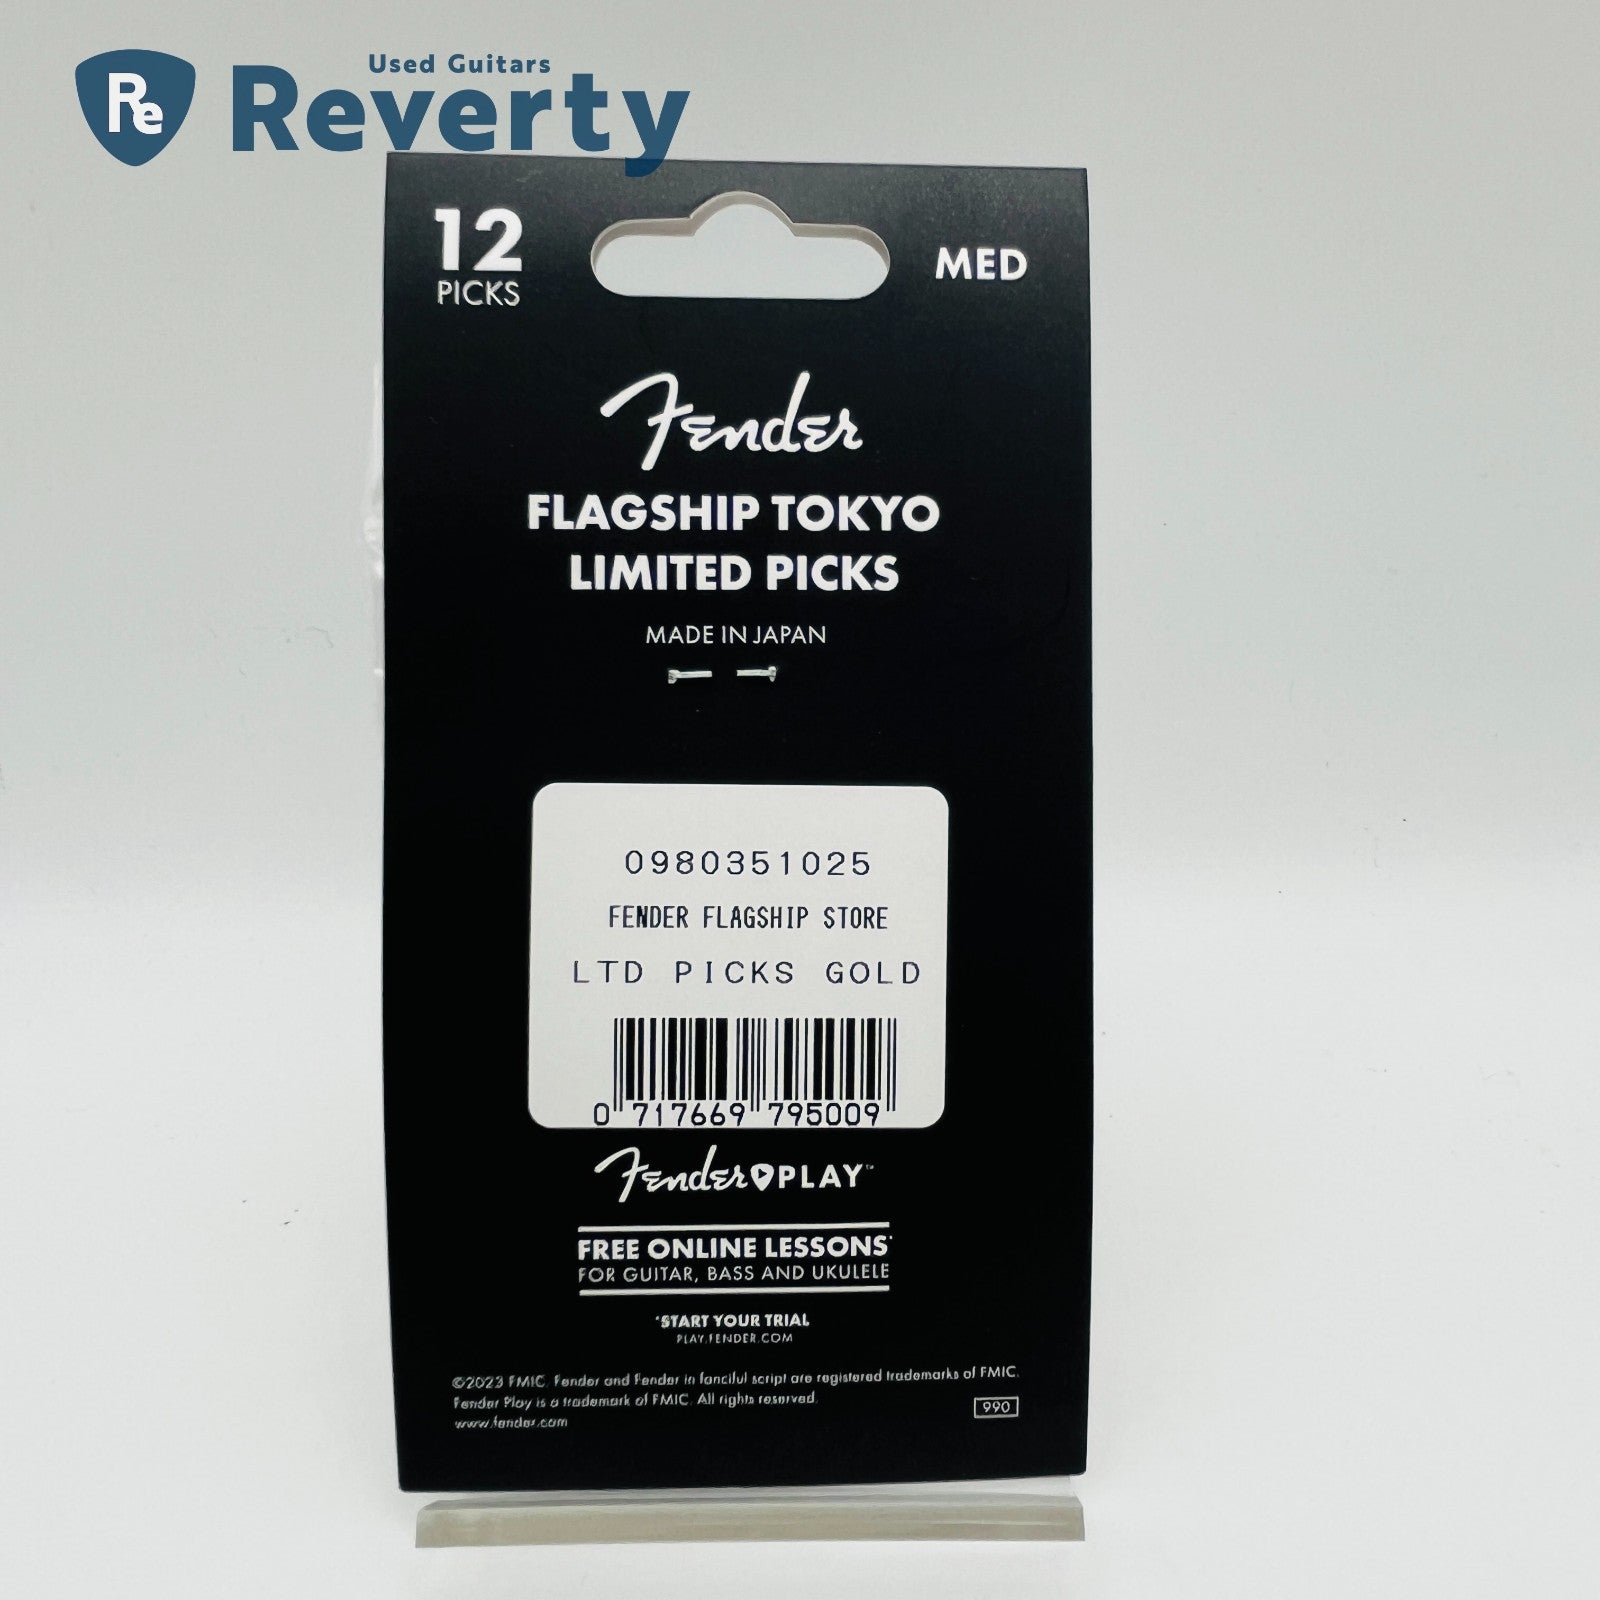 Used Guitars
Re Reverty
12
PICKS
MED
Fender
FLAGSHIP TOKYO
LIMITED PICKS
MADE IN JAPAN
0980351025
FENDER FLAGSHIP STORE
LTD PICKS GOLD
0 717669 795009
Fender PLAY™
FREE ONLINE LESSONS*
FOR GUITAR, BASS AND UKULELE
*START YOUR TRIAL
PLAY.FENDER.COM
©2023 FMIC. Fender and Fender in fanciful script are registered trademarks of FMIC.
Fender Play is a trademark of FMIC. All rights reserved.
www.fender.com
990